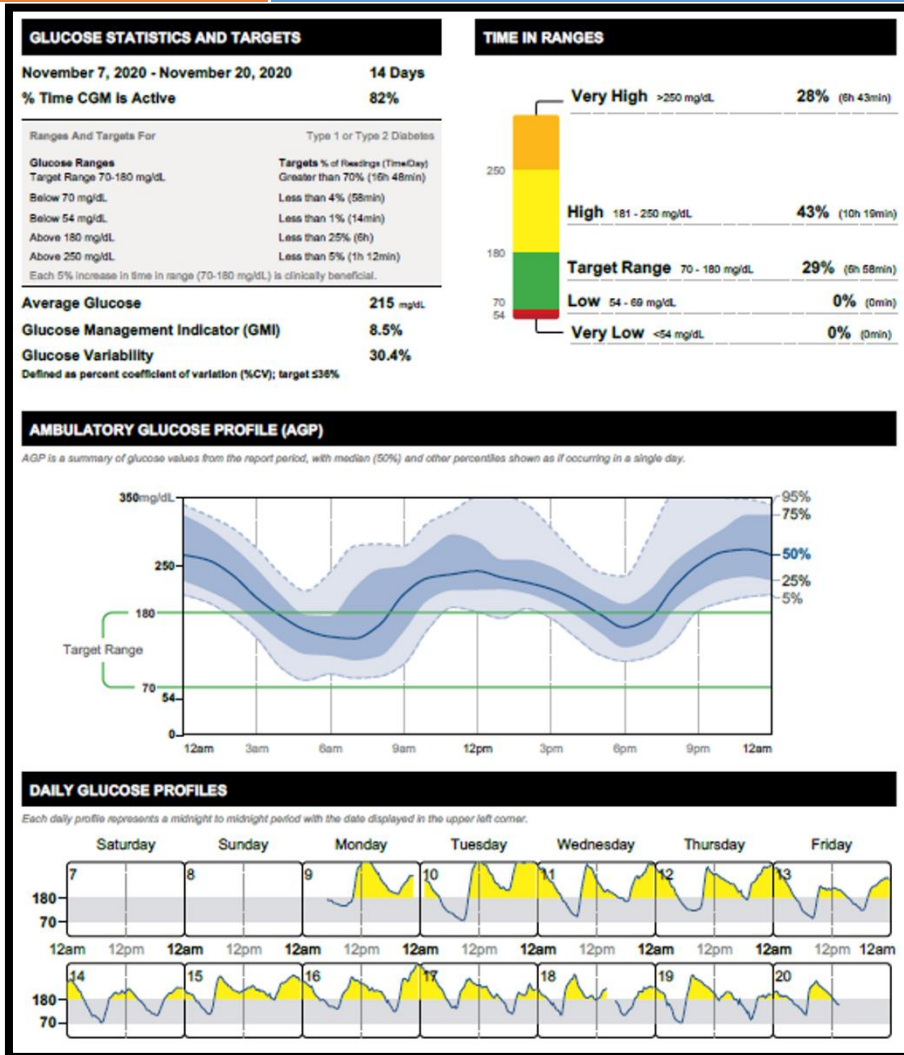 GLUCOSE STATISTICS AND TARGETS
November 7, 2020 - November 20, 2020 14 Days
% Time CGM is Active 82%
Ranges And Targets For Type 1 or Type 2 Diabetes
Glucose Ranges Targets % of Readings (Time/Day)
Target Range 70-180 mg/dL Greater than 70% (16h 48min)
Below 70 mg/dL Less than 4% (58min)
Below 54 mg/dL Less than 1% (14min)
Above 180 mg/dL Less than 25% (6h)
Above 250 mg/dL Less than 5% (1h 12min)
Each 5% increase in time in range (70-180 mg/dL) is clinically beneficial.
Average Glucose 215 mg/dL
Glucose Management Indicator (GMI) 8.5%
Glucose Variability 30.4%
Defined as percent coefficient of variation (%CV); target ≤36%
TIME IN RANGES
Very High >250 mg/dL 28% (6h 43min)
250
High 181 - 250 mg/dL 43% (10h 19min)
180
Target Range 70 - 180 mg/dL 29% (6h 58min)
70
Low 54 - 69 mg/dL 0% (0min)
54
Very Low <54 mg/dL 0% (0min)
AMBULATORY GLUCOSE PROFILE (AGP)
AGP is a summary of glucose values from the report period, with median (50%) and other percentiles shown as if occurring in a single day.
350mg/dL
95%
75%
50%
250
25%
5%
180
Target Range
70
54
0
12am 3am 6am 9am 12pm 3pm 6pm 9pm 12am
DAILY GLUCOSE PROFILES
Each daily profile represents a midnight to midnight period with the date displayed in the upper left corner.
Saturday Sunday Monday Tuesday Wednesday Thursday Friday
7 8 9 10 11 12 13
180
70
12am 12pm 12am 12pm 12am 12pm 12am 12pm 12am 12pm 12am 12pm 12am 12pm 12am
14 15 16 17 18 19 20
180
70